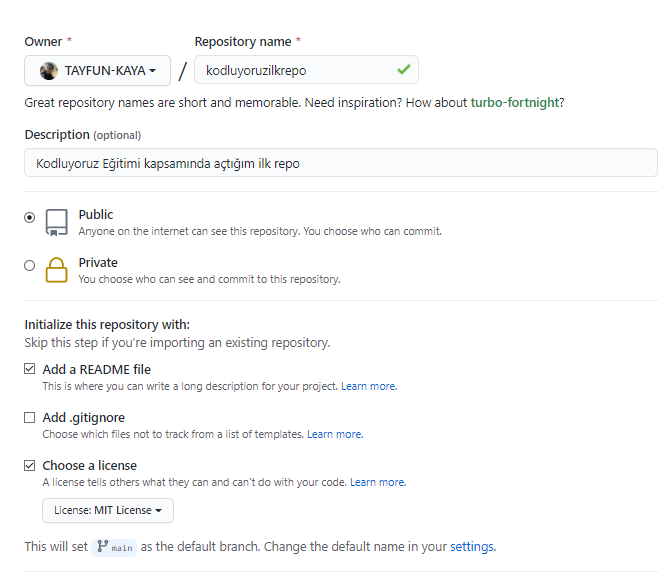 Owner *
Repository name *
TAYFUN-KAYA
/
kodluyoruzilkrepo
Great repository names are short and memorable. Need inspiration? How about turbo-fortnight?
Description (optional)
Kodluyoruz Eğitimi kapsamında açtığım ilk repo
Public
Anyone on the internet can see this repository. You choose who can commit.
Private
You choose who can see and commit to this repository.
Initialize this repository with:
Skip this step if you're importing an existing repository.
Add a README file
This is where you can write a long description for your project. Learn more.
Add .gitignore
Choose which files not to track from a list of templates. Learn more.
Choose a license
A license tells others what they can and can't do with your code. Learn more.
License: MIT License
This will set main as the default branch. Change the default name in your settings.